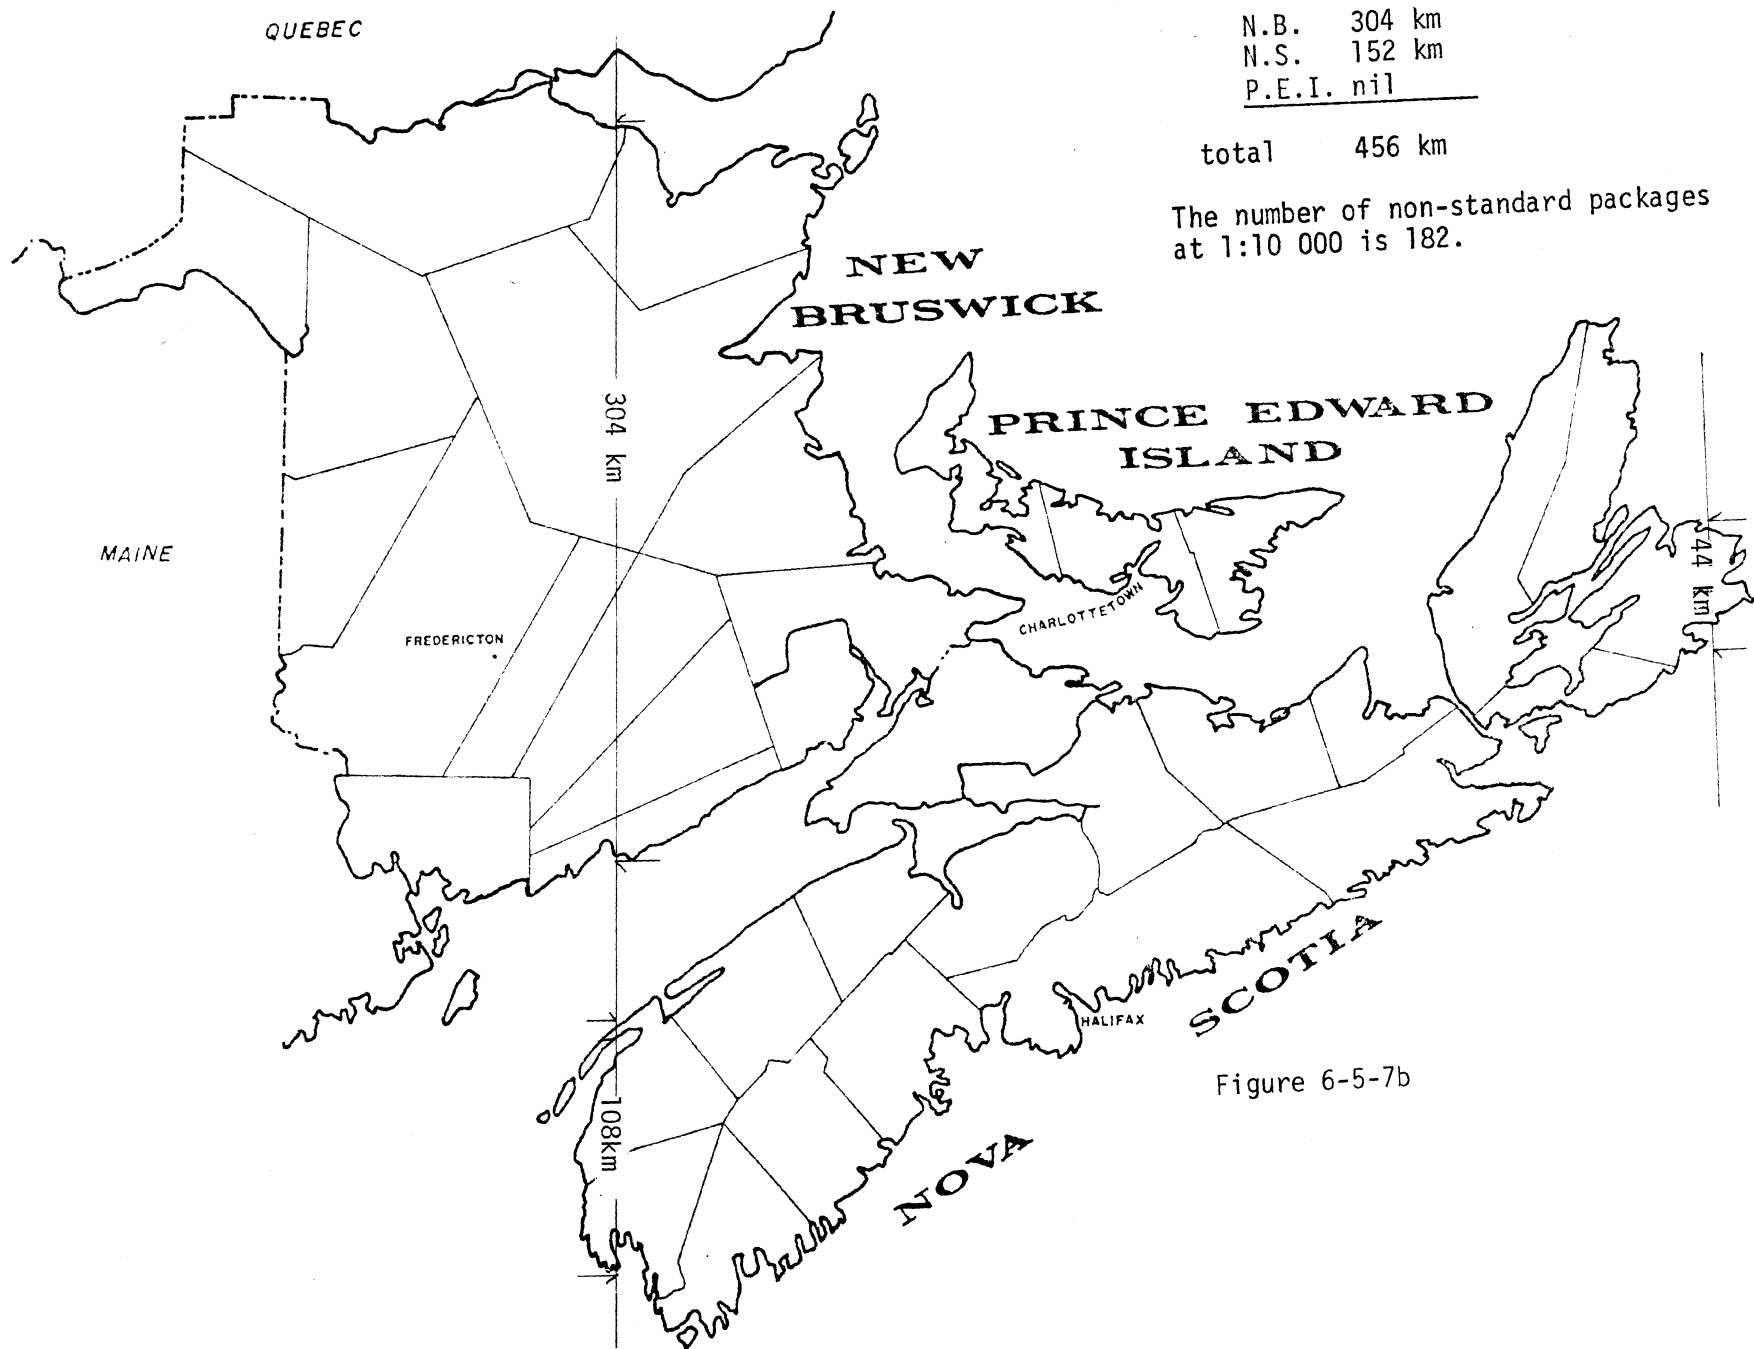 QUEBEC
N.B. 304 km
N.S. 152 km
P.E.I. nil
total 456 km
The number of non-standard packages
at 1:10 000 is 182.
NEW
BRUSWICK
PRINCE EDWARD
ISLAND
304 km
MAINE
44 km
CHARLOTTETOWN
FREDERICTON
HALIFAX
SCOTIA
NOVA
108km
Figure 6-5-7b